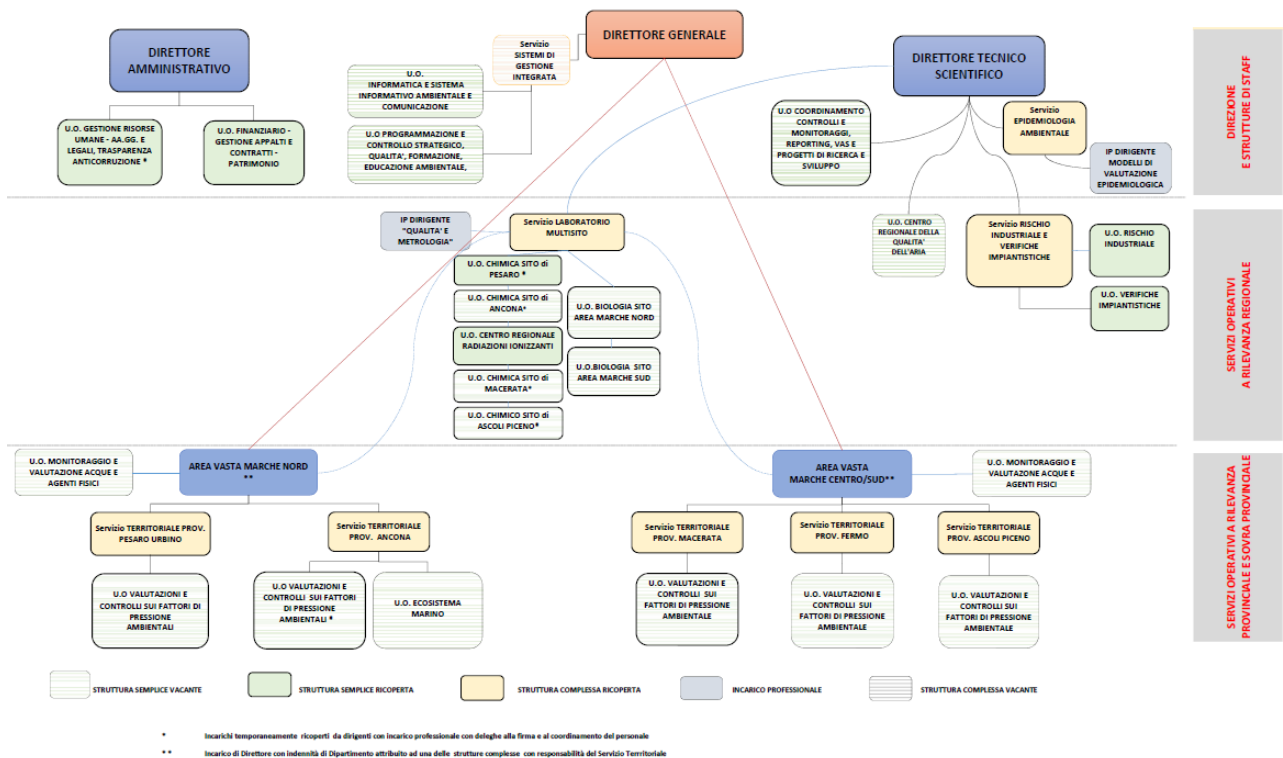 DIRETTORE GENERALE
Servizio
SISTEMI DI
GESTIONE
INTEGRATA
DIRETTORE
AMMINISTRATIVO
DIRETTORE TECNICO
SCIENTIFICO
U.O.
INFORMATICA E SISTEMA
INFORMATIVO AMBIENTALE E
COMUNICAZIONE
U.O. GESTIONE RISORSE
UMANE - AA.GG. E
LEGALI, TRASPARENZA
ANTICORRUZIONE *
U.O. FINANZIARIO -
GESTIONE APPALTI E
CONTRATTI -
PATRIMONIO
U.O PROGRAMMAZIONE E
CONTROLLO STRATEGICO,
QUALITA', FORMAZIONE,
EDUCAZIONE AMBIENTALE,
U.O COORDINAMENTO
CONTROLLI E
MONITORAGGI,
REPORTING, VAS E
PROGETTI DI RICERCA E
SVILUPPO
Servizio
EPIDEMIOLOGIA
AMBIENTALE
IP DIRIGENTE
MODELLI DI
VALUTAZIONE
EPIDEMIOLOGICA
DIREZIONE
E STRUTTURE DI STAFF
IP DIRIGENTE
"QUALITA' E
METROLOGIA"
Servizio LABORATORIO
MULTISITO
U.O. CHIMICA SITO di
PESARO *
U.O. CHIMICA SITO di
ANCONA*
U.O. CENTRO REGIONALE
RADIAZIONI IONIZZANTI
U.O. CHIMICA SITO di
MACERATA*
U.O. CHIMICO SITO di
ASCOLI PICENO*
U.O. BIOLOGIA SITO
AREA MARCHE NORD
U.O.BIOLOGIA SITO
AREA MARCHE SUD
U.O. CENTRO
REGIONALE DELLA
QUALITA'
DELL'ARIA
Servizio RISCHIO
INDUSTRIALE E
VERIFICHE
IMPIANTISTICHE
U.O. RISCHIO
INDUSTRIALE
U.O. VERIFICHE
IMPIANTISTICHE
SERVIZI OPERATIVI
A RILEVANZA REGIONALE
U.O. MONITORAGGIO E
VALUTAZIONE ACQUE E
AGENTI FISICI
AREA VASTA MARCHE NORD
**
AREA VASTA
MARCHE CENTRO/SUD**
U.O. MONITORAGGIO E
VALUTAZONE ACQUE E
AGENTI FISICI
Servizio TERRITORIALE PROV.
PESARO URBINO
Servizio TERRITORIALE
PROV. ANCONA
Servizio TERRITORIALE
PROV. MACERATA
Servizio TERRITORIALE
PROV. FERMO
Servizio TERRITORIALE
PROV. ASCOLI PICENO
U.O VALUTAZIONI E
CONTROLLI SUI FATTORI DI
PRESSIONE
AMBIENTALI
U.O VALUTAZIONI E
CONTROLLI SUI FATTORI
DI PRESSIONE
AMBIENTALI *
U.O. ECOSISTEMA
MARINO
U.O. VALUTAZIONI E
CONTROLLI SUI
FATTORI DI PRESSIONE
AMBIENTALE
U.O. VALUTAZIONI E
CONTROLLI SUI
FATTORI DI PRESSIONE
AMBIENTALE
U.O. VALUTAZIONI E
CONTROLLI SUI
FATTORI DI PRESSIONE
AMBIENTALE
SERVIZI OPERATIVI A RILEVANZA
PROVINCIALE E SOVRA PROVINCIALE
STRUTTURA SEMPLICE VACANTE
STRUTTURA SEMPLICE RICOPERTA
STRUTTURA COMPLESSA RICOPERTA
INCARICO PROFESSIONALE
STRUTTURA COMPLESSA VACANTE
* Incarichi temporaneamente ricoperti da dirigenti con incarico professionale con deleghe alla firma e al coordinamento del personale
** Incarico di Direttore con indennità di Dipartimento attribuito ad una delle strutture complesse con responsabilità del Servizio Terrritoriale